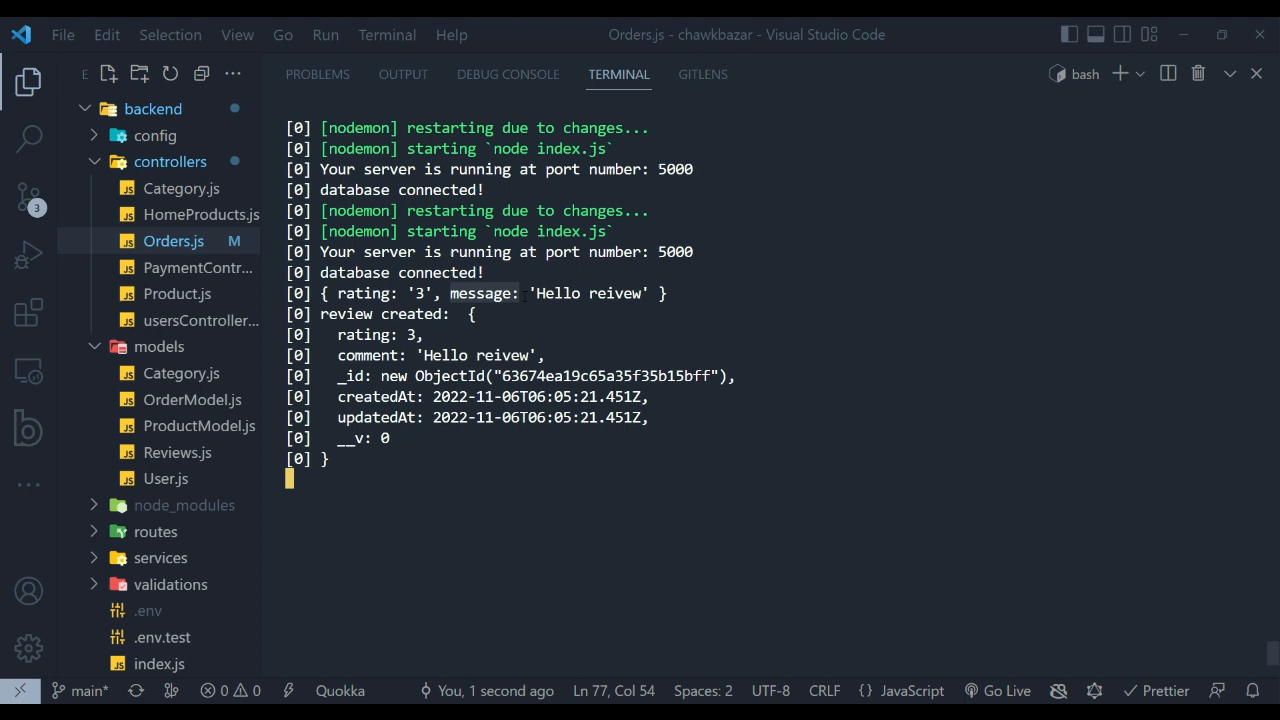 File Edit Selection View Go Run Terminal Help
Orders.js - chawkbazar - Visual Studio Code
E
PROBLEMS OUTPUT DEBUG CONSOLE TERMINAL GITLENS
bash
backend
config
controllers
Category.js
HomeProducts.js
Orders.js M
PaymentContr...
Product.js
usersController...
models
Category.js
OrderModel.js
ProductModel.js
Reviews.js
User.js
node_modules
routes
services
validations
.env
.env.test
index.js
3
[0] [nodemon] restarting due to changes...
[0] [nodemon] starting `node index.js`
[0] Your server is running at port number: 5000
[0] database connected!
[0] [nodemon] restarting due to changes...
[0] [nodemon] starting `node index.js`
[0] Your server is running at port number: 5000
[0] database connected!
[0] { rating: '3', message: 'Hello reivew' }
[0] review created:  {
[0]   rating: 3,
[0]   comment: 'Hello reivew',
[0]   _id: new ObjectId("63674ea19c65a35f35b15bff"),
[0]   createdAt: 2022-11-06T06:05:21.451Z,
[0]   updatedAt: 2022-11-06T06:05:21.451Z,
[0]   __v: 0
[0] }
main* 0 0 Quokka You, 1 second ago Ln 77, Col 54 Spaces: 2 UTF-8 CRLF {} JavaScript Go Live Prettier